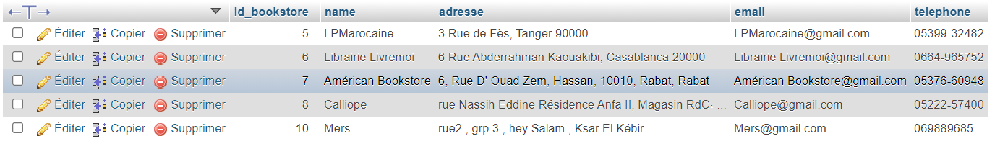 id_bookstore name adresse email telephone
Éditer Copier Supprimer 5 LPMarocaine 3 Rue de Fès, Tanger 90000 LPMarocaine@gmail.com 05399-32482
Éditer Copier Supprimer 6 Librairie Livremoi 6 Rue Abderrahman Kaouakibi, Casablanca 20000 Librairie Livremoi@gmail.com 0664-965752
Éditer Copier Supprimer 7 Américan Bookstore 6, Rue D' Ouad Zem, Hassan, 10010, Rabat, Rabat Américan Bookstore@gmail.com 05376-60948
Éditer Copier Supprimer 8 Calliope rue Nassih Eddine Résidence Anfa II, Magasin RdC- ... Calliope@gmail.com 05222-57400
Éditer Copier Supprimer 10 Mers rue2 , grp 3 , hey Salam , Ksar El Kébir Mers@gmail.com 069889685